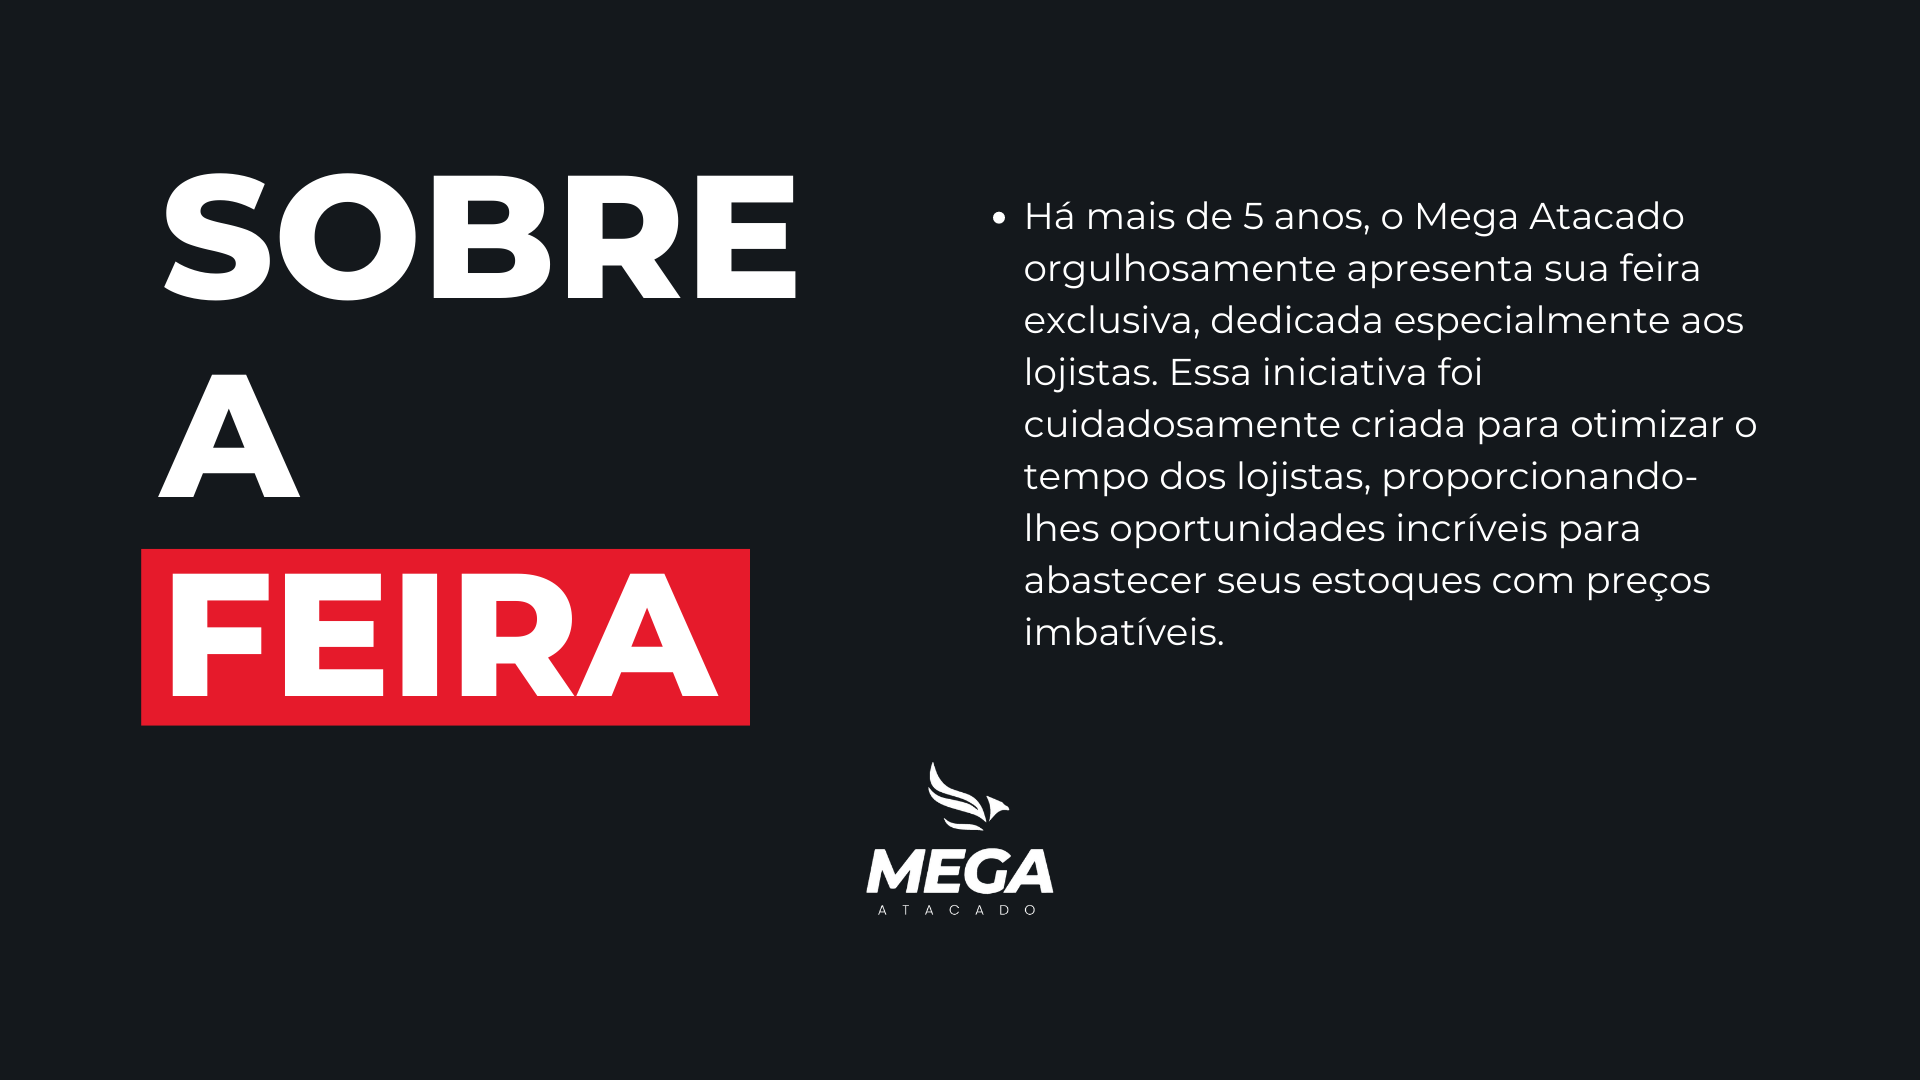 SOBRE
A
FEIRA
• Há mais de 5 anos, o Mega Atacado
orgulhosamente apresenta sua feira
exclusiva, dedicada especialmente aos
lojistas. Essa iniciativa foi
cuidadosamente criada para otimizar o
tempo dos lojistas, proporcionando-
lhes oportunidades incríveis para
abastecer seus estoques com preços
imbatíveis.
MEGA
ATACADO